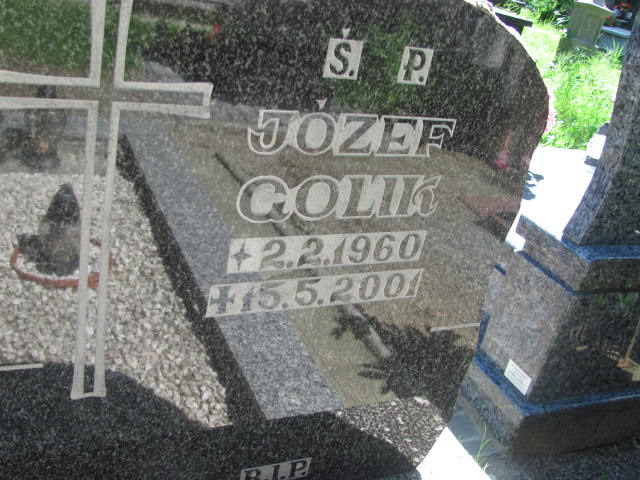 Ś. P.
JÓZEF
GOLIK
2.2.1960
15.5.2001
R.I.P.